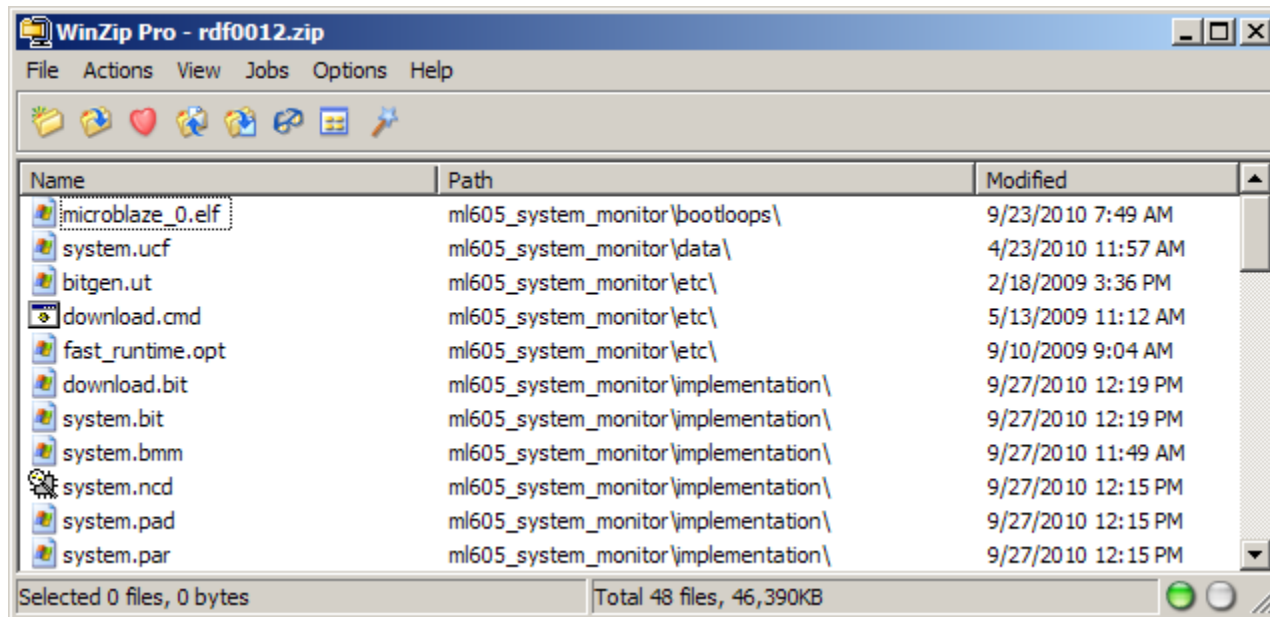 WinZip Pro - rdf0012.zip
File Actions View Jobs Options Help
Name Path Modified
microblaze_0.elf ml605_system_monitor\bootloops\ 9/23/2010 7:49 AM
system.ucf ml605_system_monitor\data\ 4/23/2010 11:57 AM
bitgen.ut ml605_system_monitor\etc\ 2/18/2009 3:36 PM
download.cmd ml605_system_monitor\etc\ 5/13/2009 11:12 AM
fast_runtime.opt ml605_system_monitor\etc\ 9/10/2009 9:04 AM
download.bit ml605_system_monitor\implementation\ 9/27/2010 12:19 PM
system.bit ml605_system_monitor\implementation\ 9/27/2010 12:19 PM
system.bmm ml605_system_monitor\implementation\ 9/27/2010 11:49 AM
system.ncd ml605_system_monitor\implementation\ 9/27/2010 12:15 PM
system.pad ml605_system_monitor\implementation\ 9/27/2010 12:15 PM
system.par ml605_system_monitor\implementation\ 9/27/2010 12:15 PM
Selected 0 files, 0 bytes Total 48 files, 46,390KB